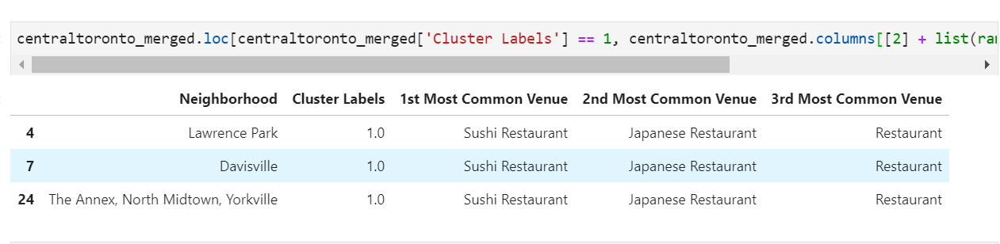 centraltoronto_merged.loc[centraltoronto_merged['Cluster Labels'] == 1, centraltoronto_merged.columns[[2] + list(ra
Neighborhood Cluster Labels 1st Most Common Venue 2nd Most Common Venue 3rd Most Common Venue
4 Lawrence Park 1.0 Sushi Restaurant Japanese Restaurant Restaurant
7 Davisville 1.0 Sushi Restaurant Japanese Restaurant Restaurant
24 The Annex, North Midtown, Yorkville 1.0 Sushi Restaurant Japanese Restaurant Restaurant